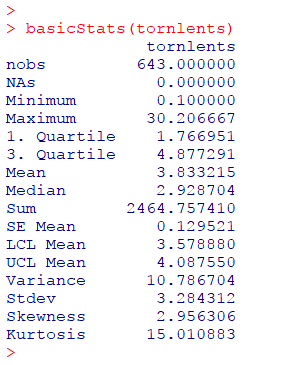 >
> basicStats(tornlents)
tornlents
nobs 643.000000
NAs 0.000000
Minimum 0.100000
Maximum 30.206667
1. Quartile 1.766951
3. Quartile 4.877291
Mean 3.833215
Median 2.928704
Sum 2464.757410
SE Mean 0.129521
LCL Mean 3.578880
UCL Mean 4.087550
Variance 10.786704
Stdev 3.284312
Skewness 2.956306
Kurtosis 15.010883
>